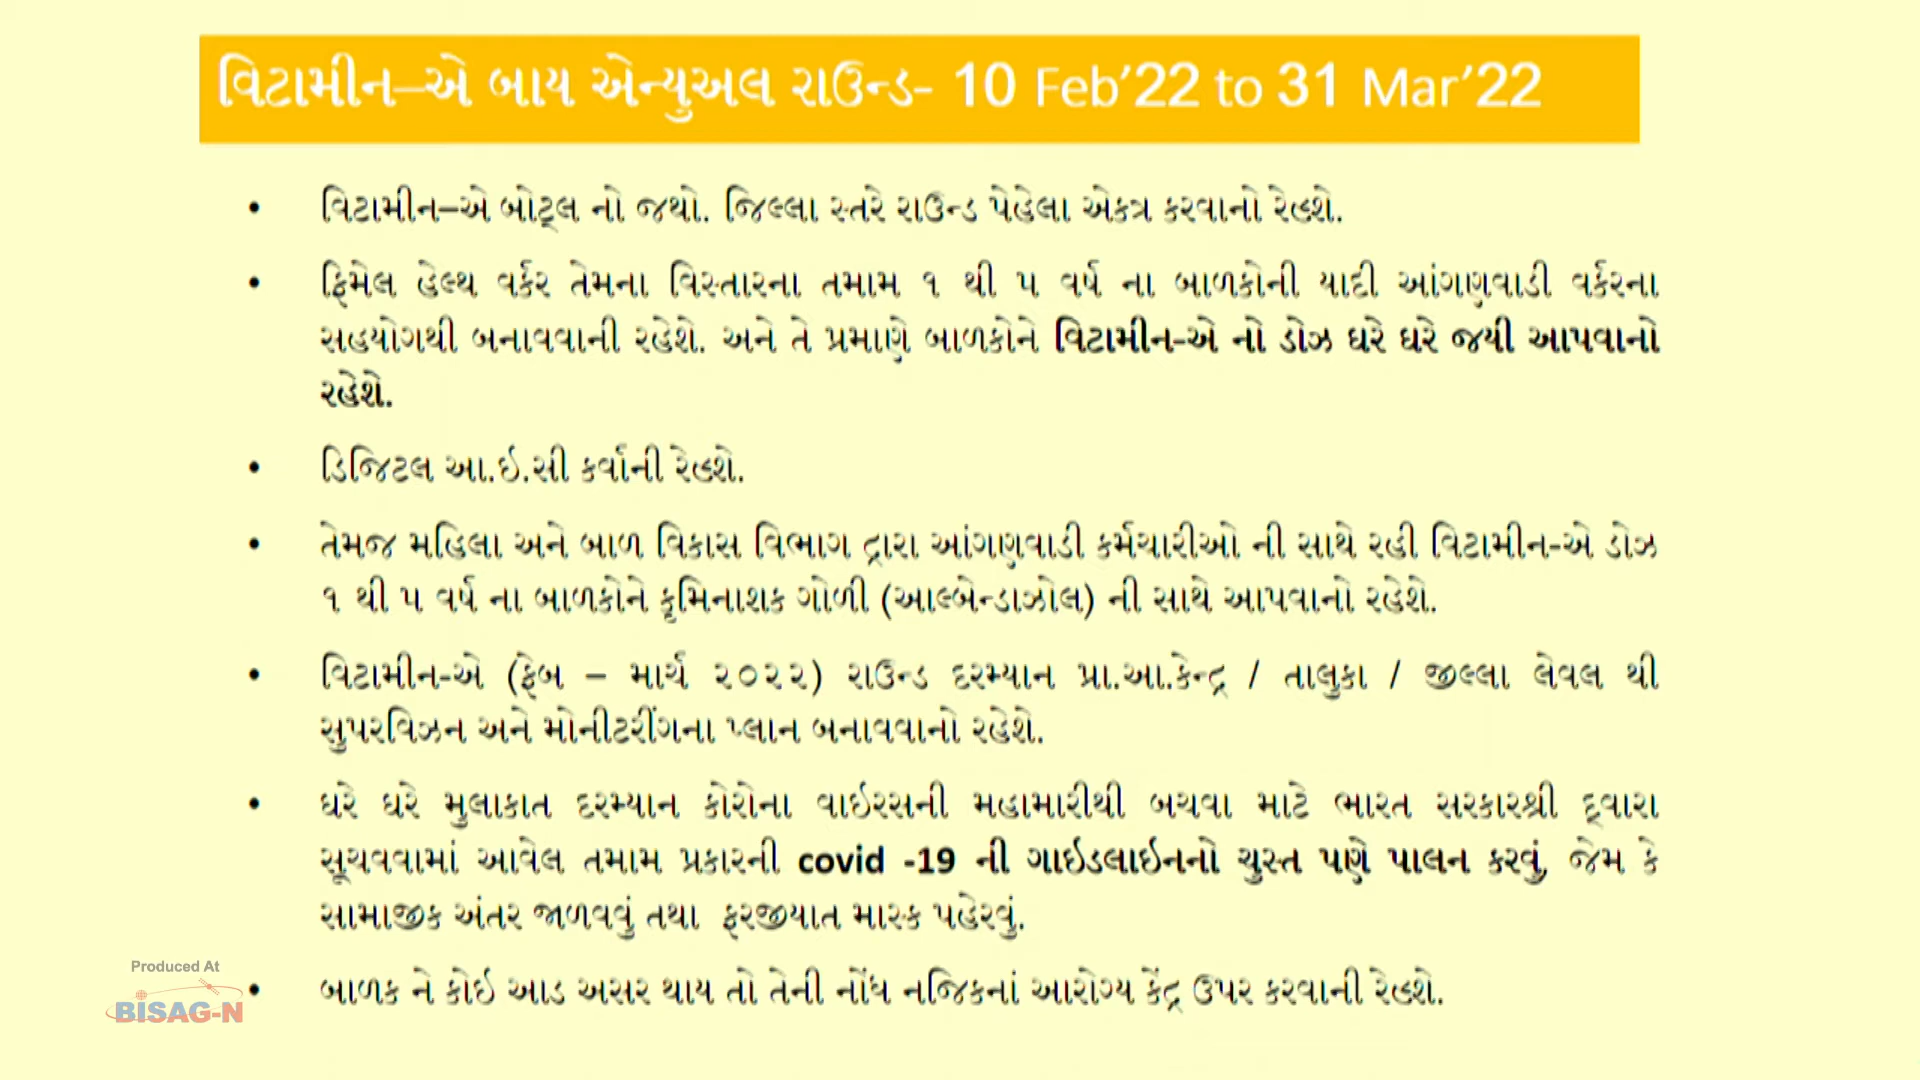 વિટામીન–એ બાય એન્યુઅલ રાઉન્ડ- 10 Feb’22 to 31 Mar’22
• વિટામીન–એ બોટ્લ નો જથો. જિલ્લા સ્તરે રાઉન્ડ પેહેલા એકત્ર કરવાનો રેહશે.
• ફિમેલ હેલ્થ વર્કર તેમના વિસ્તારના તમામ ૧ થી ૫ વર્ષ ના બાળકોની યાદી આંગણવાડી વર્કરના
સહયોગથી બનાવવાની રહેશે. અને તે પ્રમાણે બાળકોને વિટામીન-એ નો ડોઝ ઘરે ઘરે જયી આપવાનો
રહેશે.
• ડિજિટલ આ.ઇ.સી કર્વાની રેહશે.
• તેમજ મહિલા અને બાળ વિકાસ વિભાગ દ્રારા આંગણવાડી કર્મચારીઓ ની સાથે રહી વિટામીન-એ ડોઝ
૧ થી ૫ વર્ષ ના બાળકોને કૃમિનાશક ગોળી (આલ્બેન્ડાઝોલ) ની સાથે આપવાનો રહેશે.
• વિટામીન-એ (ફેબ – માર્ચ ૨૦૨૨) રાઉન્ડ દરમ્યાન પ્રા.આ.કેન્દ્ર / તાલુકા / જીલ્લા લેવલ થી
સુપરવિઝન અને મોનીટરીંગના પ્લાન બનાવવાનો રહેશે.
• ઘરે ઘરે મુલાકાત દરમ્યાન કોરોના વાઇરસની મહામારીથી બચવા માટે ભારત સરકારશ્રી દ્વારા
સૂચવવામાં આવેલ તમામ પ્રકારની covid -19 ની ગાઇડલાઇનનો ચુસ્ત પણે પાલન કરવું, જેમ કે
સામાજીક અંતર જાળવવું તથા ફરજીયાત માસ્ક પહેરવું.
• બાળક ને કોઇ આડ અસર થાય તો તેની નોંધ નજિકનાં આરોગ્ય કેંદ્ર ઉપર કરવાની રેહશે.
Produced At
BISAG-N